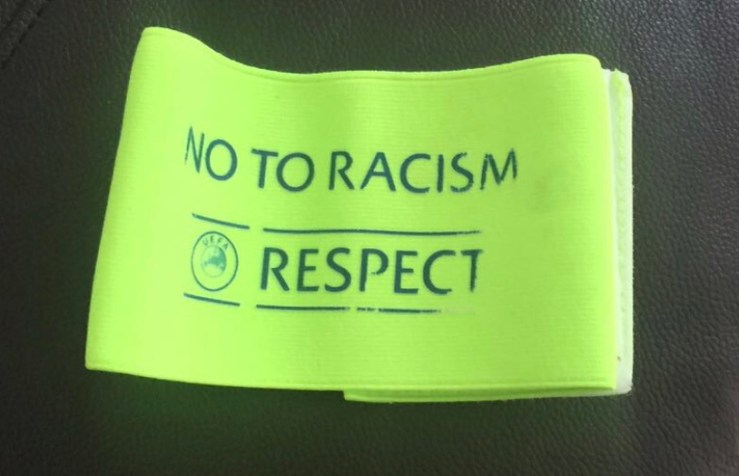 NO TO RACISM
UEFA
RESPECT